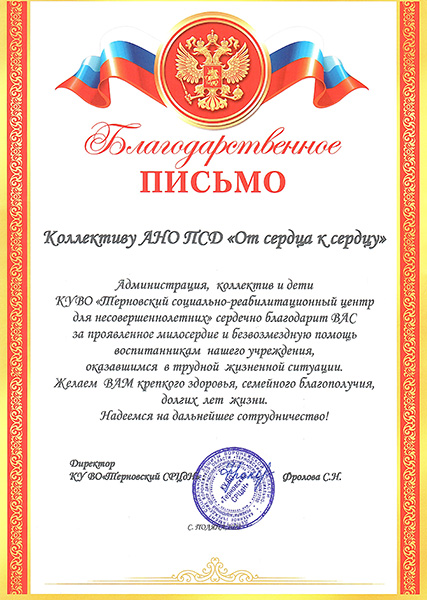 Благодарственное
ПИСЬМО
Коллективу АНО ПСД «От сердца к сердцу»
Администрация, коллектив и дети
КУВО «Терновский социально-реабилитационный центр
для несовершеннолетних» сердечно благодарит ВАС
за проявленное милосердие и безвозмездную помощь
воспитанникам нашего учреждения,
оказавшимся в трудной жизненной ситуации.
Желаем ВАМ крепкого здоровья, семейного благополучия,
долгих лет жизни.
Надеемся на дальнейшее сотрудничество!
Директор
КУ ВО«Терновский СРЦдН» Фролова С.Н.